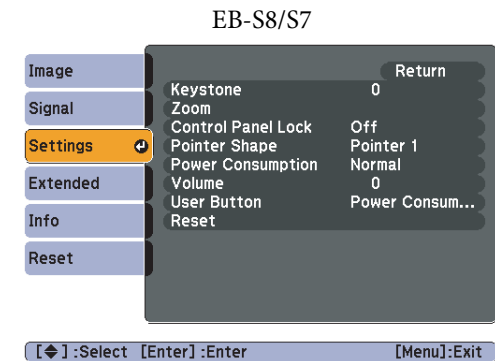 EB-S8/S7
Image
Signal
Settings
Extended
Info
Reset
Return
Keystone 0
Zoom
Control Panel Lock Off
Pointer Shape Pointer 1
Power Consumption Normal
Volume 0
User Button Power Consum...
Reset
[◆] :Select [Enter] :Enter [Menu]:Exit